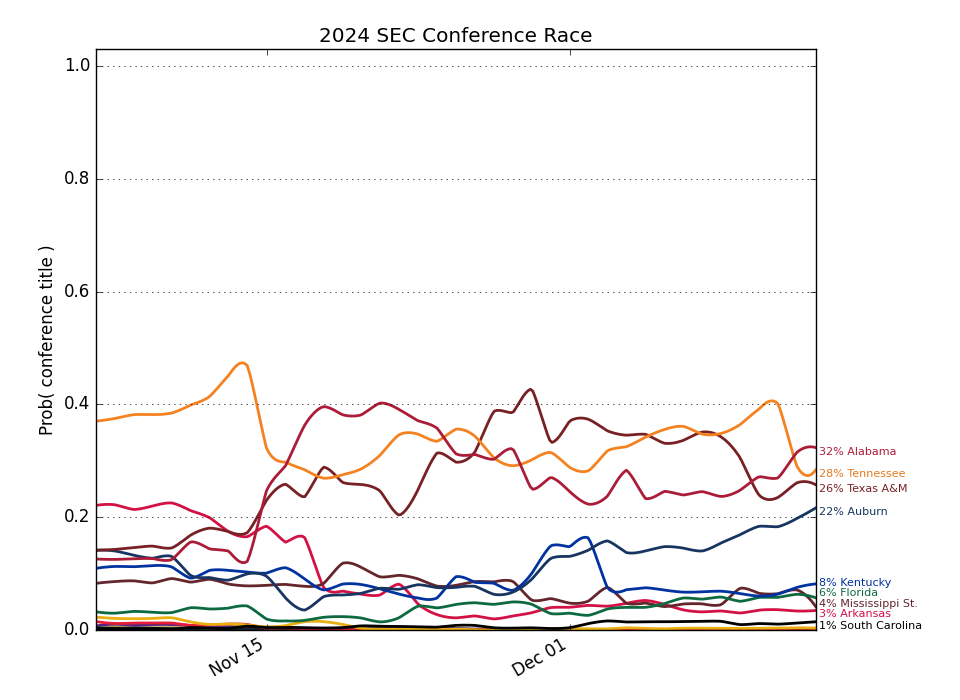 2024 SEC Conference Race
Prob( conference title )
1.0
0.8
0.6
0.4
0.2
0.0
Nov 15
Dec 01
32% Alabama
28% Tennessee
26% Texas A&M
22% Auburn
8% Kentucky
6% Florida
4% Mississippi St.
3% Arkansas
1% South Carolina